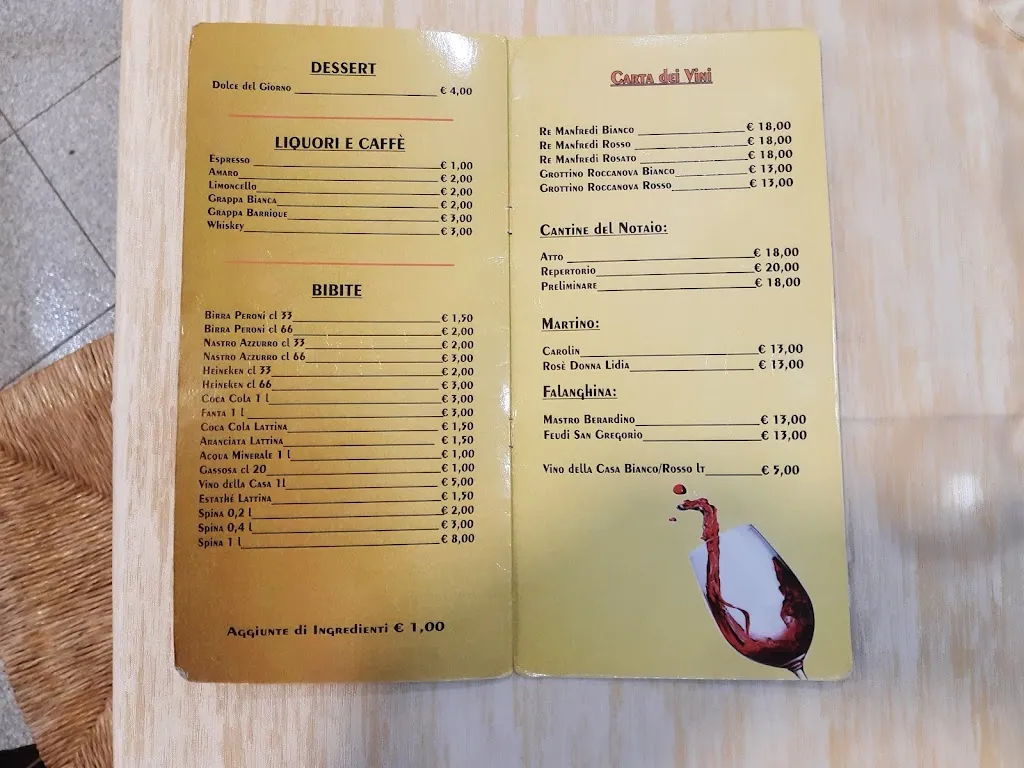 DESSERT
Dolce del Giorno € 4,00
LIQUORI E CAFFÈ
Espresso € 1,00
Amaro € 2,00
Limoncello € 2,00
Grappa Bianca € 2,00
Grappa Barrique € 3,00
Whiskey € 3,00
BIBITE
Birra Peroni cl 33 € 1,50
Birra Peroni cl 66 € 2,00
Nastro Azzurro cl 33 € 2,00
Nastro Azzurro cl 66 € 3,00
Heineken cl 33 € 2,00
Heineken cl 66 € 3,00
Coca Cola 1 l € 3,00
Fanta 1 l € 3,00
Coca Cola Lattina € 1,50
Aranciata Lattina € 1,50
Acqua Minerale 1 l € 1,00
Gassosa cl 20 € 1,00
Vino della Casa 1l € 5,00
Estathé Lattina € 1,50
Spina 0,2 l € 2,00
Spina 0,4 l € 3,00
Spina 1 l € 8,00
Aggiunte di Ingredienti € 1,00
Carta dei Vini
Re Manfredi Bianco € 18,00
Re Manfredi Rosso € 18,00
Re Manfredi Rosato € 18,00
Grottino Roccanova Bianco € 13,00
Grottino Roccanova Rosso € 13,00
Cantine del Notaio:
Atto € 18,00
Repertorio € 20,00
Preliminare € 18,00
Martino:
Carolin € 13,00
Rosè Donna Lidia € 13,00
Falanghina:
Mastro Berardino € 13,00
Feudi San Gregorio € 13,00
Vino della Casa Bianco/Rosso lt € 5,00